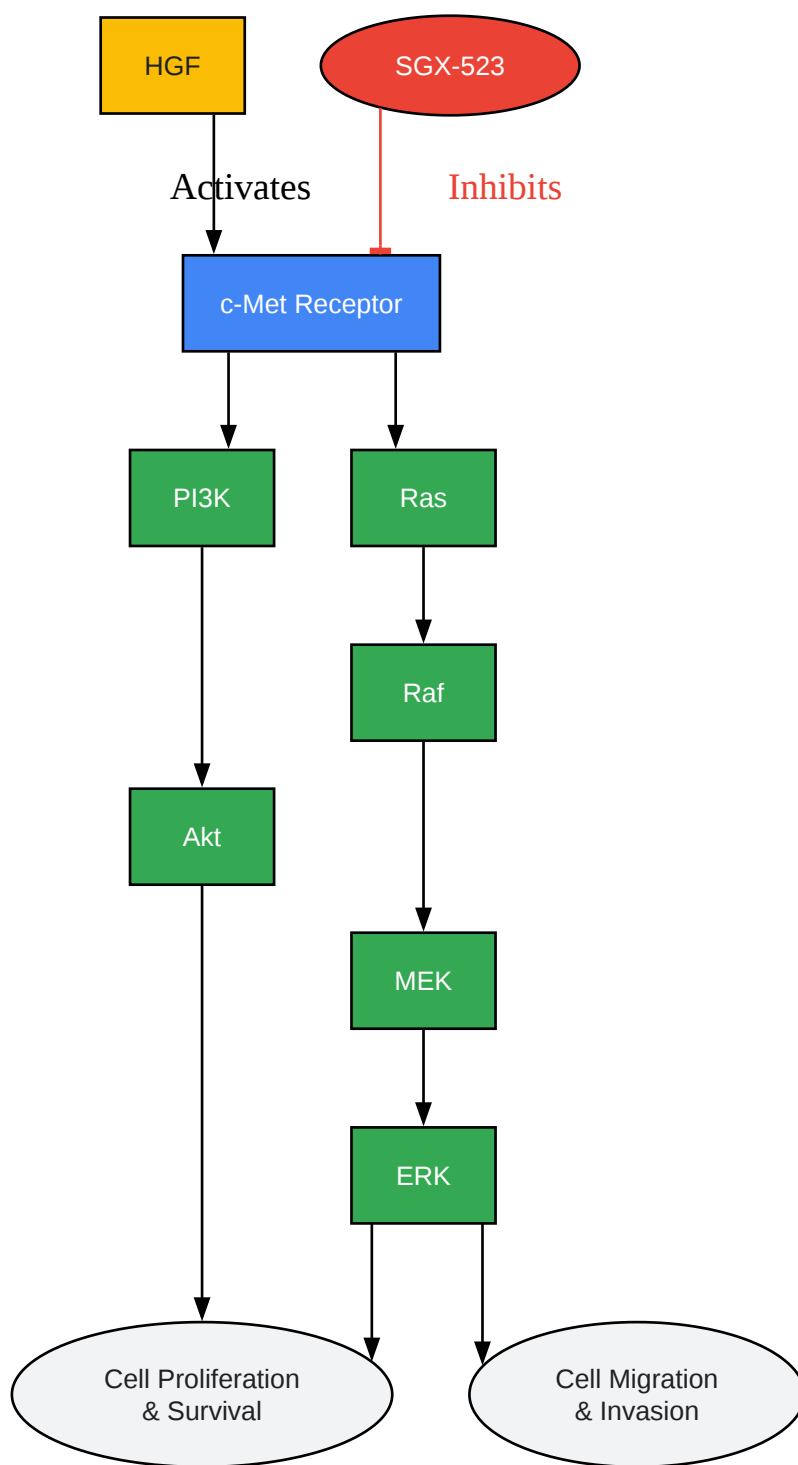 HGF
SGX-523
Activates
Inhibits
c-Met Receptor
PI3K
Ras
Raf
Akt
MEK
ERK
Cell Proliferation
& Survival
Cell Migration
& Invasion